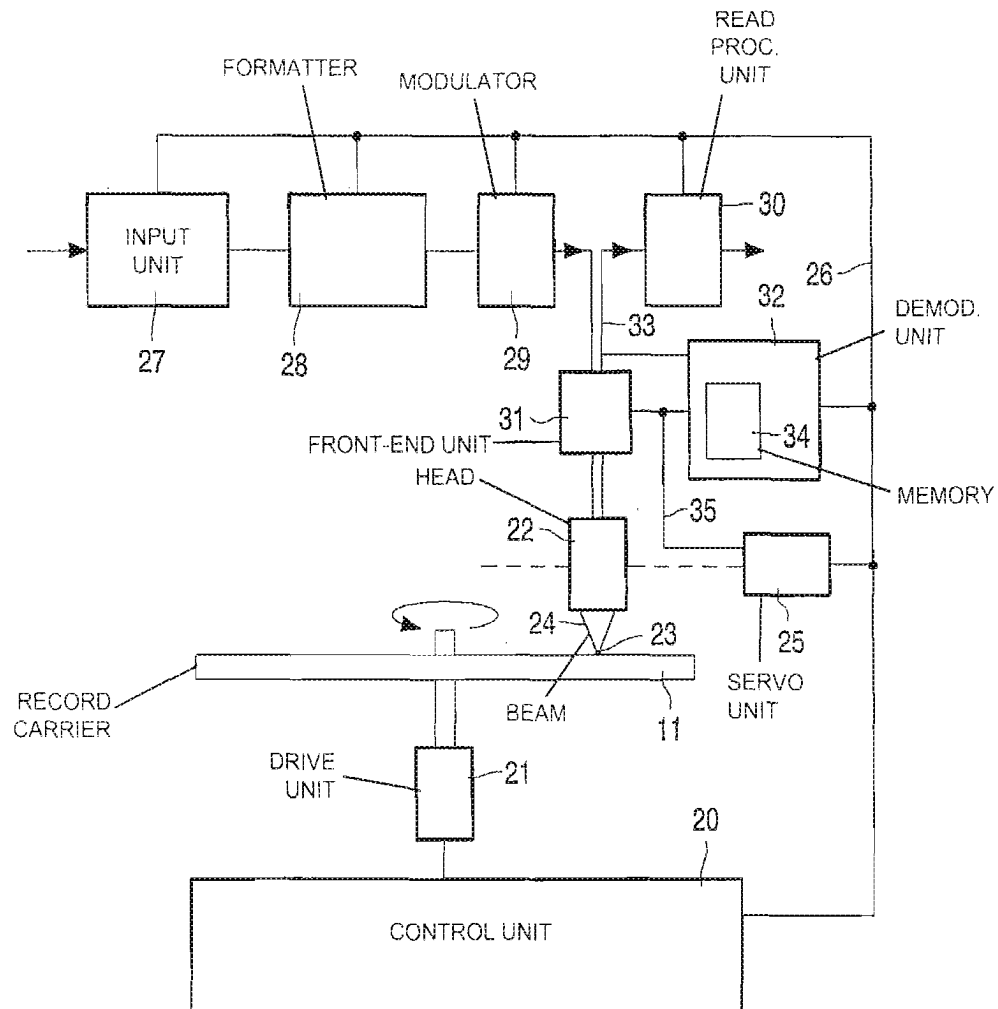 READ
PROC.
UNIT
FORMATTER
MODULATOR
30
INPUT
UNIT
26
27
28
29
33
32
DEMOD.
UNIT
31
34
FRONT-END UNIT
HEAD
MEMORY
22
35
24
23
25
RECORD
CARRIER
BEAM
11
SERVO
UNIT
DRIVE
UNIT
21
20
CONTROL UNIT